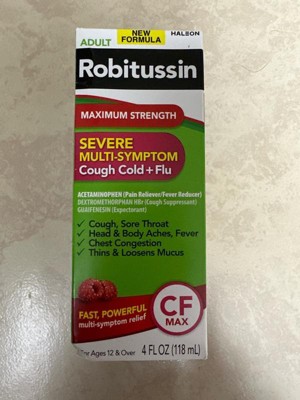 ADULT
NEW
FORMULA
HALEON
Robitussin
MAXIMUM STRENGTH
SEVERE
MULTI-SYMPTOM
Cough Cold + Flu
ACETAMINOPHEN (Pain Reliever/Fever Reducer)
DEXTROMETHORPHAN HBr (Cough Suppressant)
GUAIFENESIN (Expectorant)
✓ Cough, Sore Throat
✓ Head & Body Aches, Fever
✓ Chest Congestion
✓ Thins & Loosens Mucus
FAST, POWERFUL
multi-symptom relief
CF
MAX
For Ages 12 & Over
4 FL OZ (118 mL)